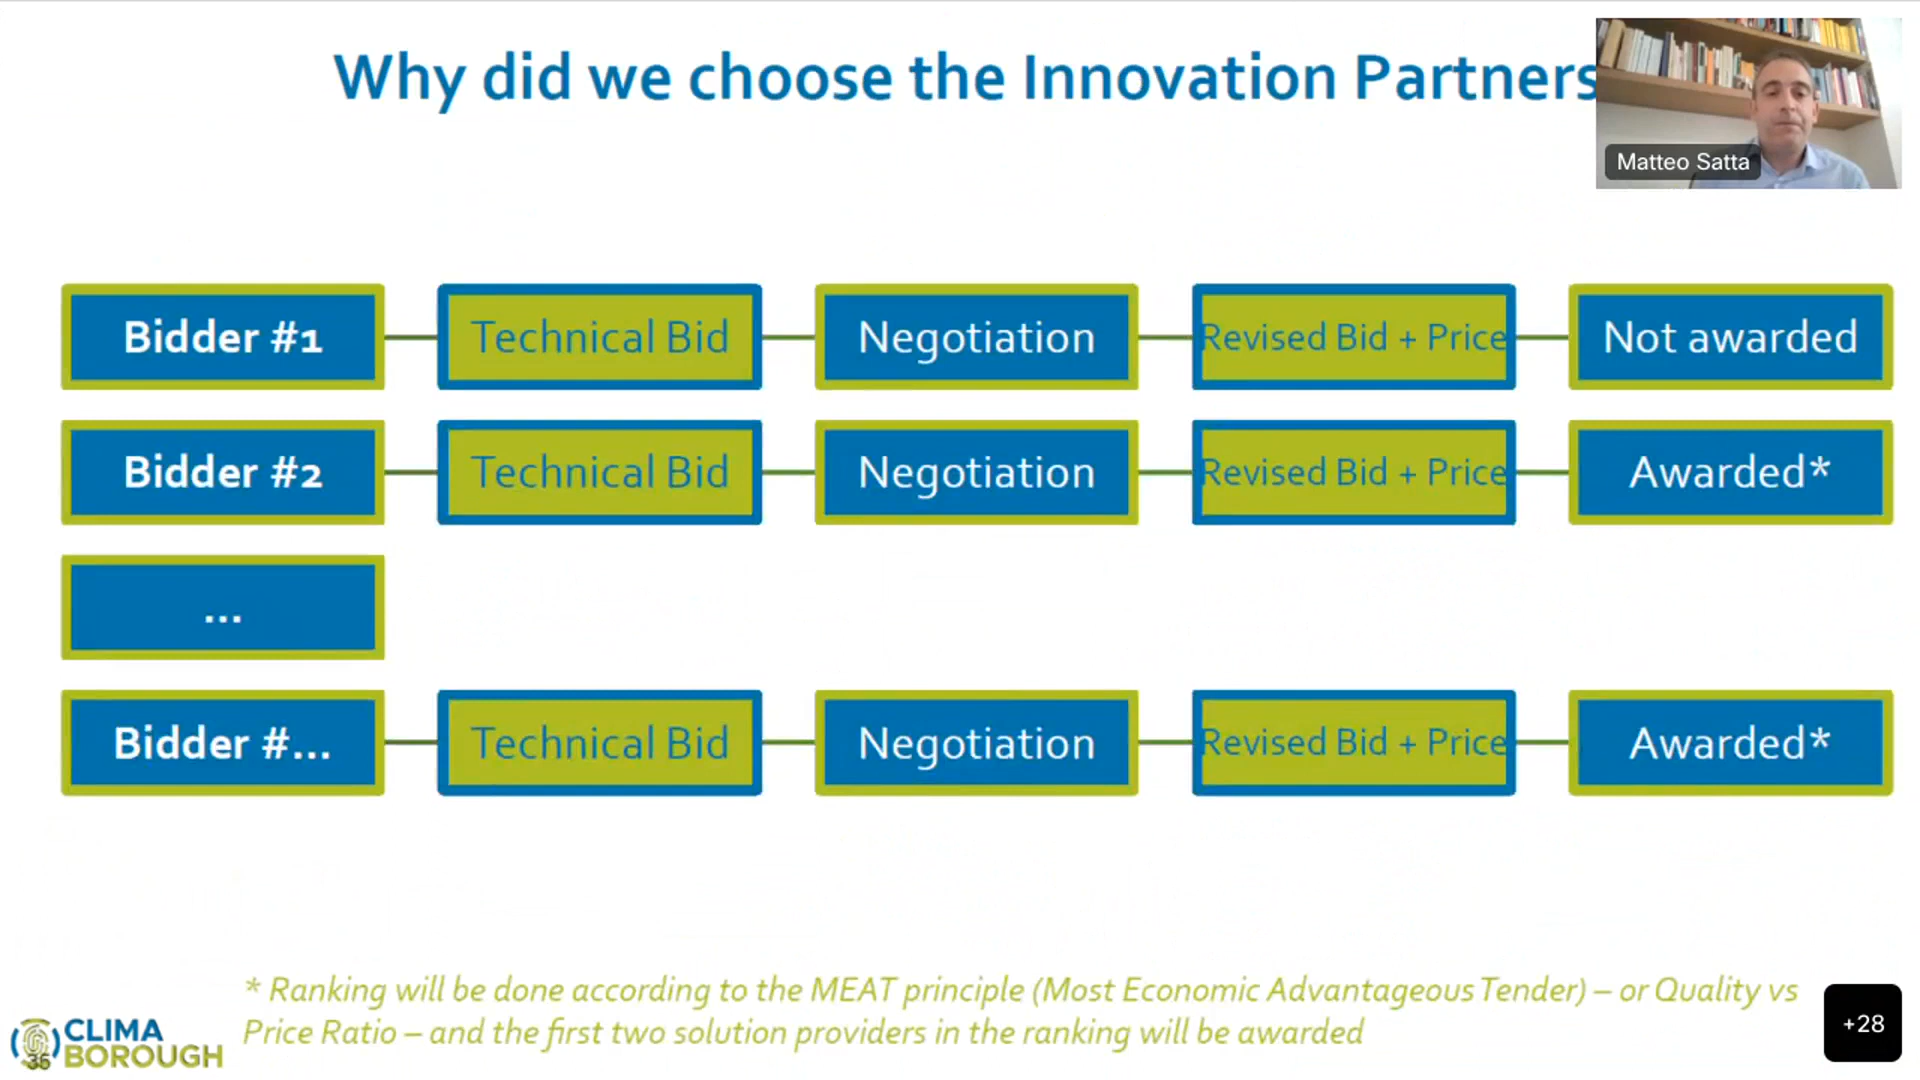 Why did we choose the Innovation Partners
Matteo Satta
Bidder #1 Technical Bid Negotiation Revised Bid + Price Not awarded
Bidder #2 Technical Bid Negotiation Revised Bid + Price Awarded*
...
Bidder #... Technical Bid Negotiation Revised Bid + Price Awarded*
* Ranking will be done according to the MEAT principle (Most Economic Advantageous Tender) – or Quality vs
Price Ratio – and the first two solution providers in the ranking will be awarded
CLIMA
BOROUGH
+28